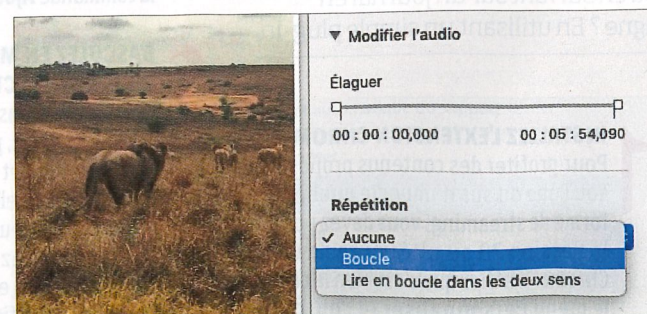 ▼ Modifier l'audio
Élaguer
00 : 00 : 00,000 00 : 05 : 54,090
Répétition
✓ Aucune
Boucle
Lire en boucle dans les deux sens